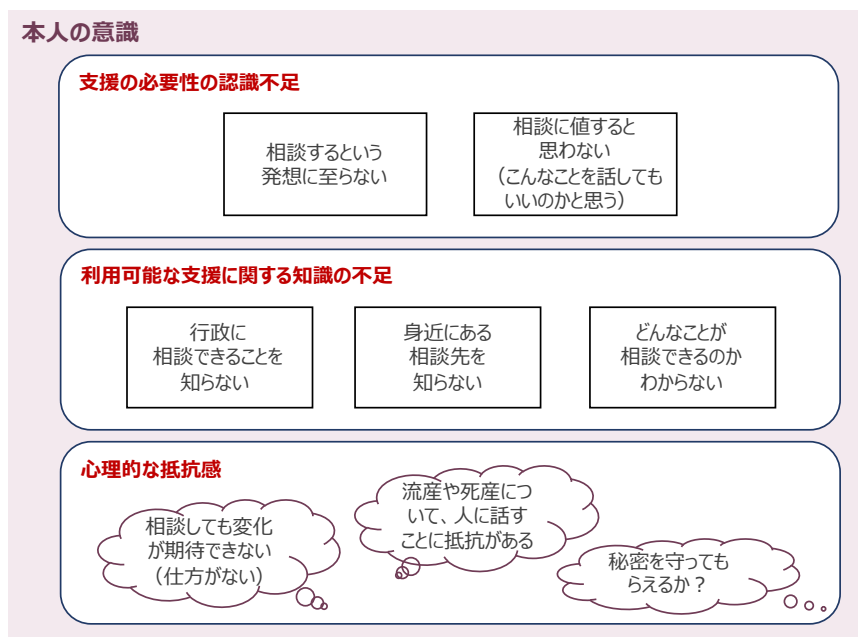 本人の意識
支援の必要性の認識不足
相談するという
発想に至らない
相談に値すると
思わない
（こんなことを話しても
いいのかと思う）
利用可能な支援に関する知識の不足
行政に
相談できることを
知らない
身近にある
相談先を
知らない
どんなことが
相談できるのか
わからない
心理的な抵抗感
相談しても変化
が期待できない
（仕方がない）
流産や死産につ
いて、人に話す
ことに抵抗がある
秘密を守っても
らえるか？